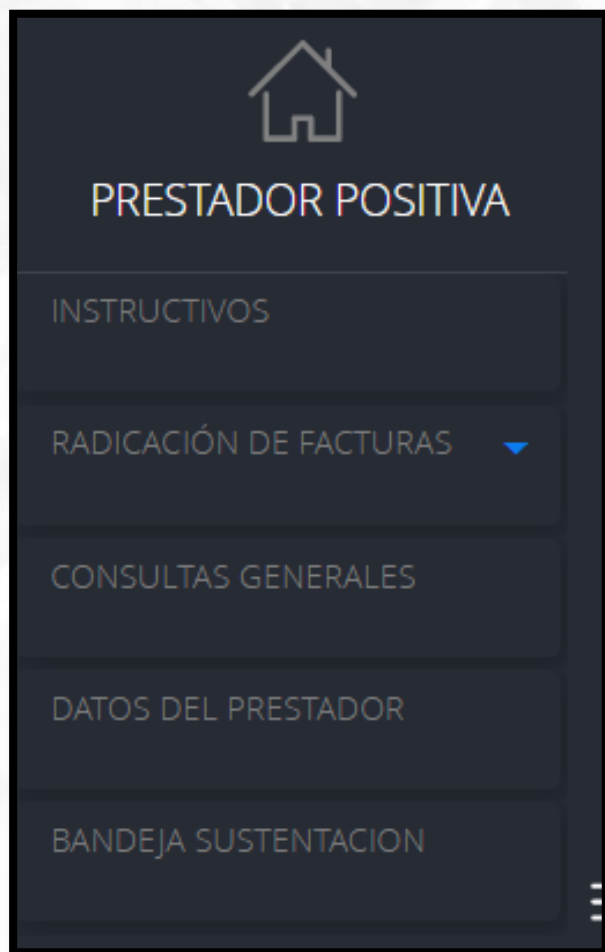 PRESTADOR POSITIVA
INSTRUCTIVOS
RADICACIÓN DE FACTURAS
CONSULTAS GENERALES
DATOS DEL PRESTADOR
BANDEJA SUSTENTACION